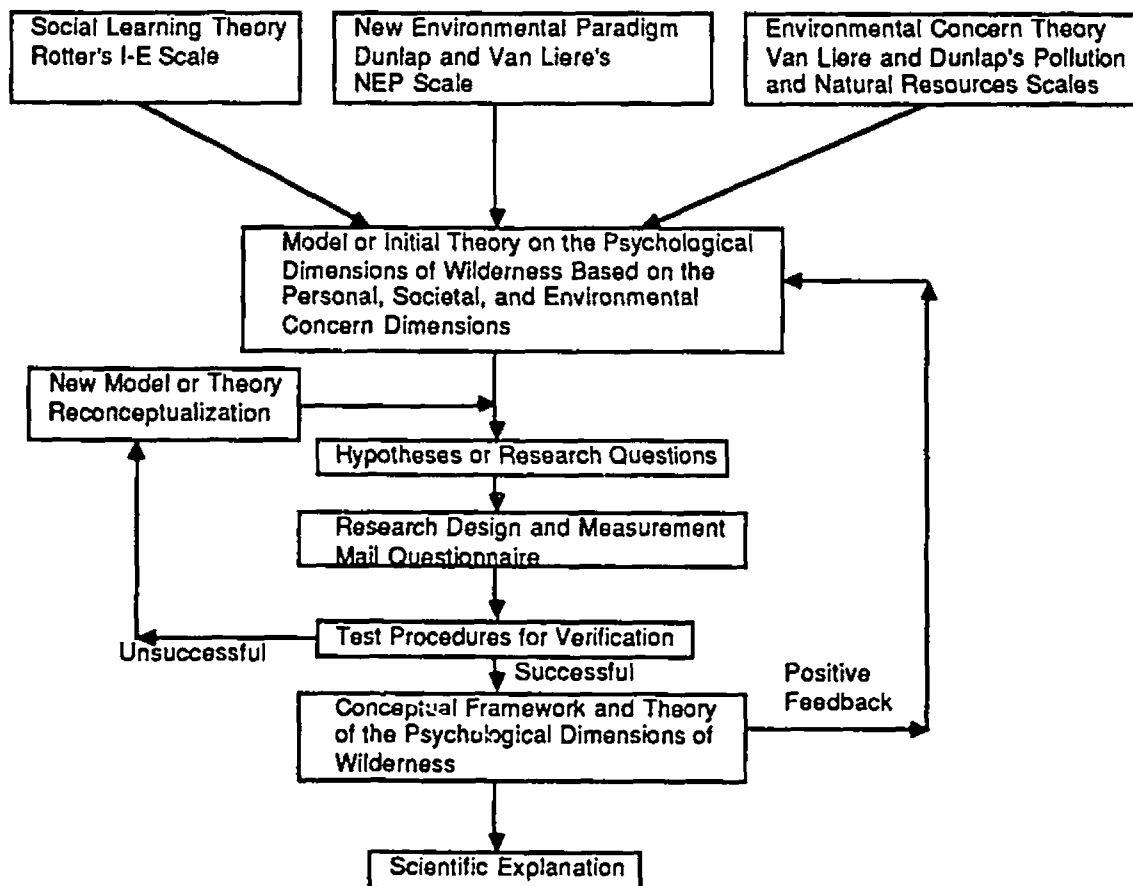 Social Learning Theory
Rotter's I-E Scale
New Environmental Paradigm
Dunlap and Van Liere's
NEP Scale
Environmental Concern Theory
Van Liere and Dunlap's Pollution
and Natural Resources Scales
Model or Initial Theory on the Psychological
Dimensions of Wilderness Based on the
Personal, Societal, and Environmental
Concern Dimensions
New Model or Theory
Reconceptualization
Hypotheses or Research Questions
Research Design and Measurement
Mail Questionnaire
Test Procedures for Verification
Unsuccessful
Successful
Positive
Feedback
Conceptual Framework and Theory
of the Psychological Dimensions of
Wilderness
Scientific Explanation